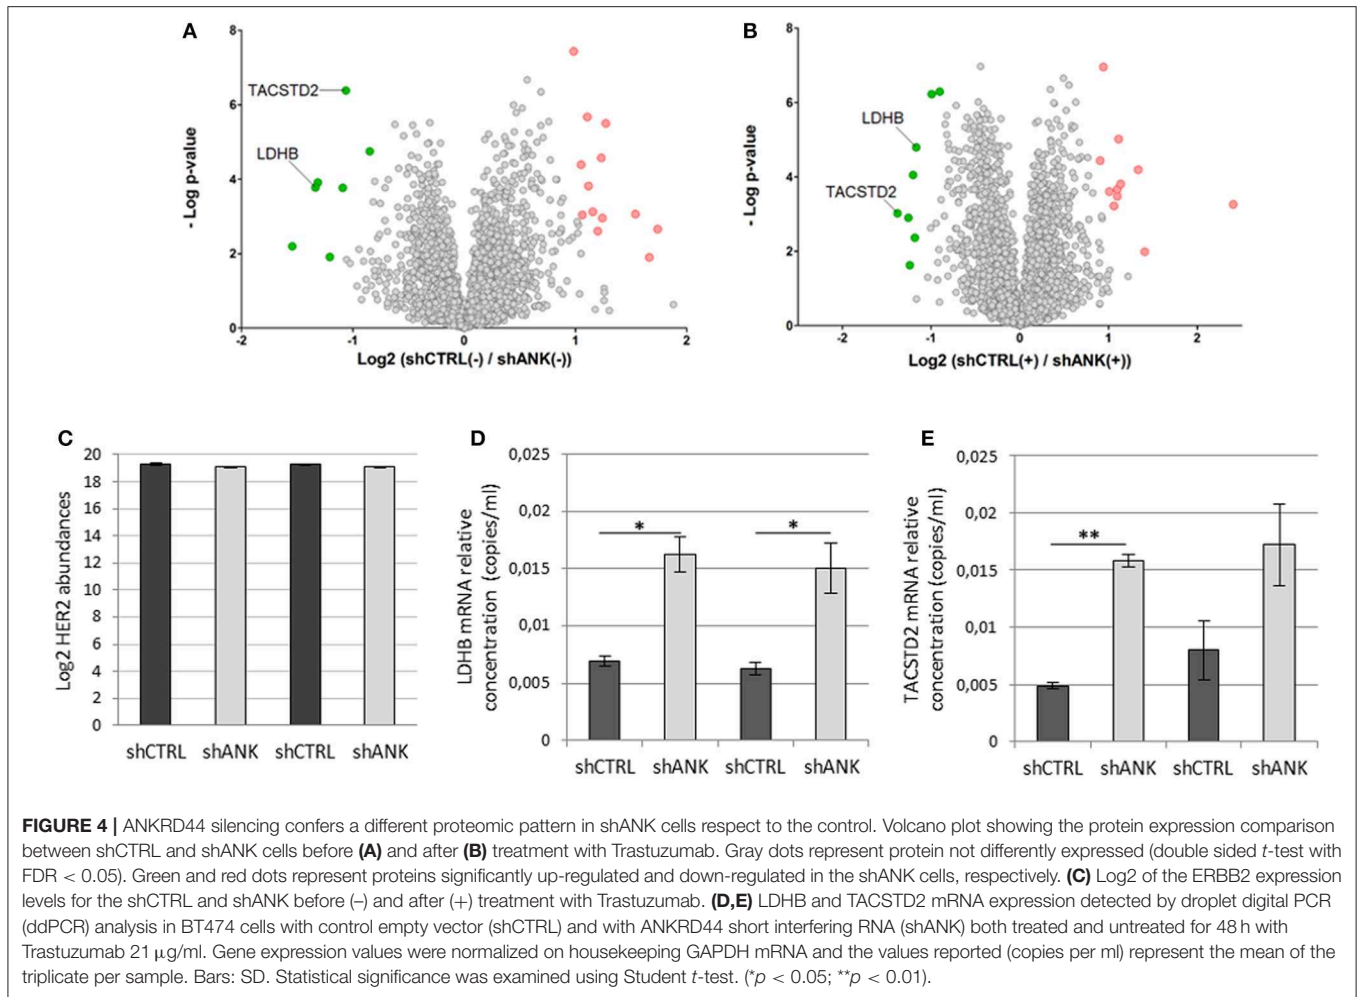 A
8
6
4
2
0
- Log p-value
TACSTD2
LDHB
-2
-1
0
1
2
Log2 (shCTRL(-) / shANK(-))
B
8
6
4
2
0
- Log p-value
LDHB
TACSTD2
-2
-1
0
1
2
Log2 (shCTRL(+) / shANK(+))
C
20
18
16
14
12
10
8
6
4
2
0
Log2 HER2 abundances
shCTRL shANK shCTRL shANK
D
0,025
0,02
0,015
0,01
0,005
0
LDHB mRNA relative
concentration (copies/ml)
* *
shCTRL shANK shCTRL shANK
E
0,025
0,02
0,015
0,01
0,005
0
TACSTD2 mRNA relative
concentration (copies/ml)
**
shCTRL shANK shCTRL shANK
FIGURE 4 | ANKRD44 silencing confers a different proteomic pattern in shANK cells respect to the control. Volcano plot showing the protein expression comparison
between shCTRL and shANK cells before (A) and after (B) treatment with Trastuzumab. Gray dots represent protein not differently expressed (double sided t-test with
FDR < 0.05). Green and red dots represent proteins significantly up-regulated and down-regulated in the shANK cells, respectively. (C) Log2 of the ERBB2 expression
levels for the shCTRL and shANK before (–) and after (+) treatment with Trastuzumab. (D,E) LDHB and TACSTD2 mRNA expression detected by droplet digital PCR
(ddPCR) analysis in BT474 cells with control empty vector (shCTRL) and with ANKRD44 short interfering RNA (shANK) both treated and untreated for 48 h with
Trastuzumab 21 μg/ml. Gene expression values were normalized on housekeeping GAPDH mRNA and the values reported (copies per ml) represent the mean of the
triplicate per sample. Bars: SD. Statistical significance was examined using Student t-test. (*p < 0.05; **p < 0.01).